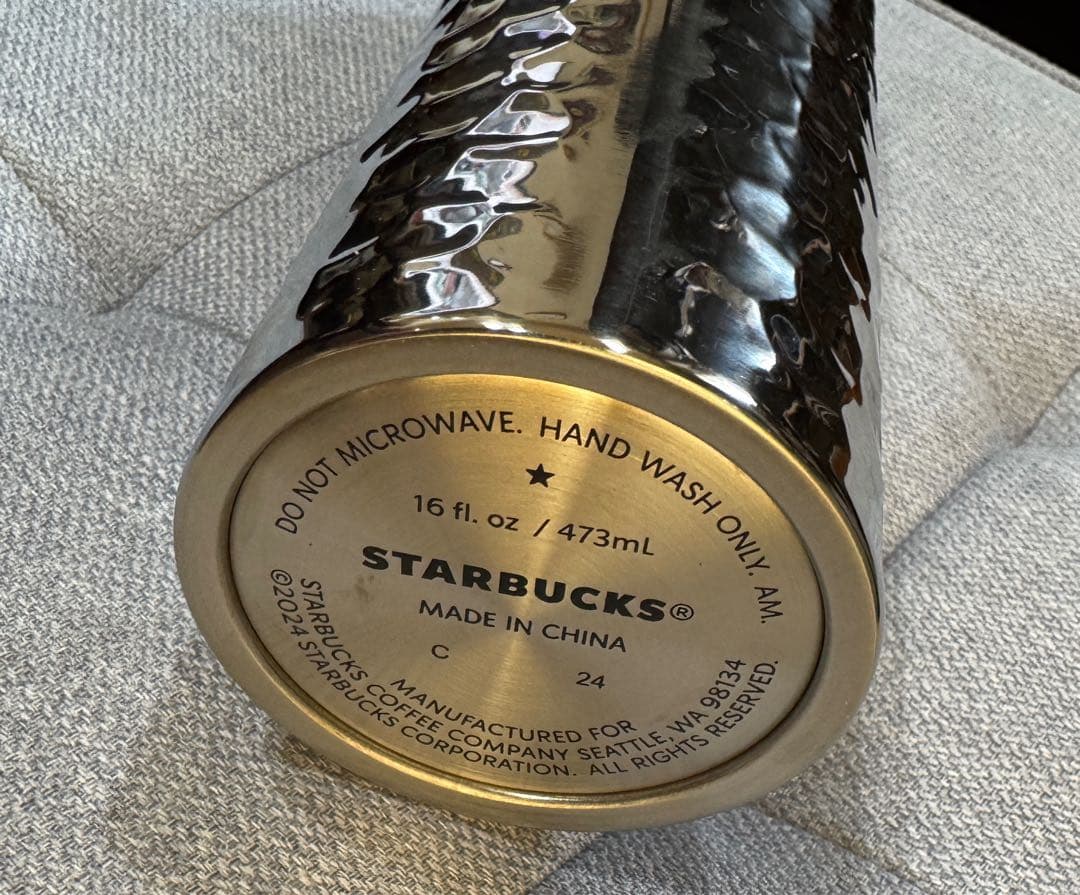 DO NOT MICROWAVE. HAND WASH ONLY. AM.
16 fl. oz / 473mL
STARBUCKS®
MADE IN CHINA
C 24
MANUFACTURED FOR
STARBUCKS COFFEE COMPANY SEATTLE, WA 98134
©2024 STARBUCKS CORPORATION. ALL RIGHTS RESERVED.